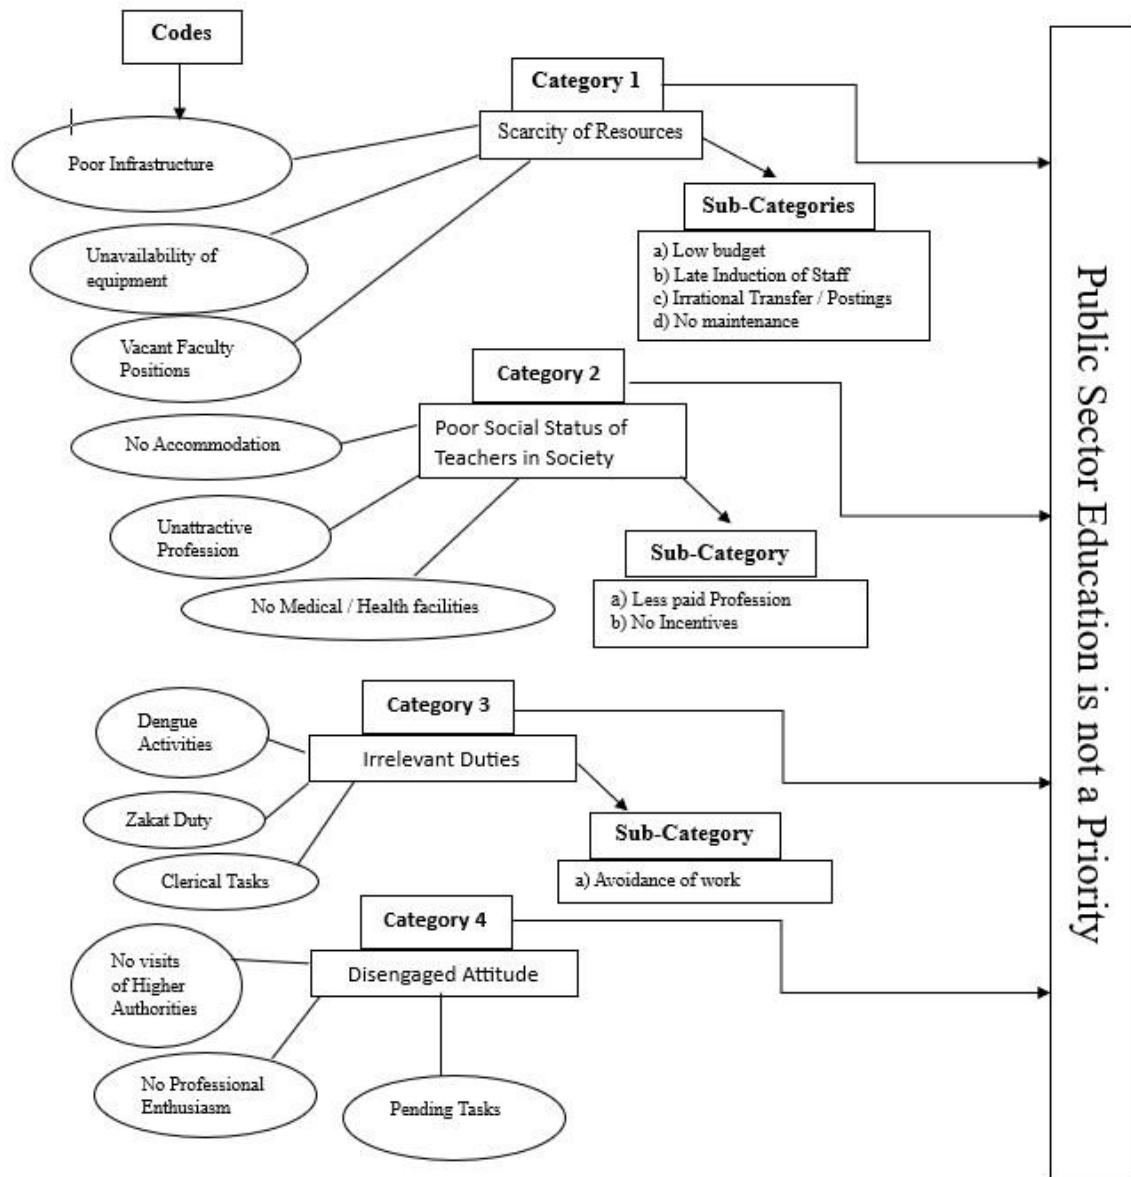 Codes
Category 1
Scarcity of Resources
Poor Infrastructure
Sub-Categories
a) Low budget
b) Late Induction of Staff
c) Irrational Transfer / Postings
d) No maintenance
Unavailability of
equipment
Vacant Faculty
Positions
Category 2
Poor Social Status of
Teachers in Society
No Accommodation
Unattractive
Profession
No Medical / Health facilities
Sub-Category
a) Less paid Profession
b) No Incentives
Category 3
Irrelevant Duties
Dengue
Activities
Zakat Duty
Clerical Tasks
Sub-Category
a) Avoidance of work
Category 4
Disengaged Attitude
No visits
of Higher
Authorities
No Professional
Enthusiasm
Pending Tasks
Public Sector Education is not a Priority